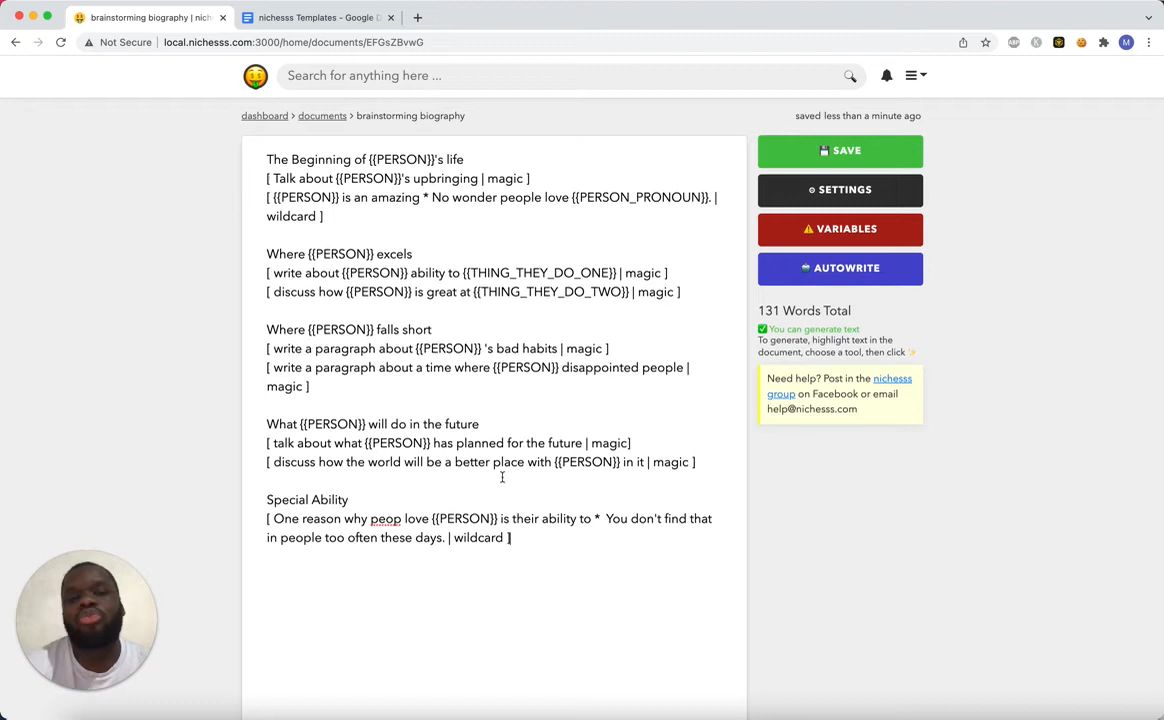 brainstorming biography | nich
nichesss Templates - Google D
Not Secure | local.nichesss.com:3000/home/documents/EFGsZBvwG
ABP
K
M
Search for anything here ...
dashboard > documents > brainstorming biography
saved less than a minute ago
The Beginning of {{PERSON}}'s life
[ Talk about {{PERSON}}'s upbringing | magic ]
[ {{PERSON}} is an amazing * No wonder people love {{PERSON_PRONOUN}}. |
wildcard ]
Where {{PERSON}} excels
[ write about {{PERSON}} ability to {{THING_THEY_DO_ONE}} | magic ]
[ discuss how {{PERSON}} is great at {{THING_THEY_DO_TWO}} | magic ]
Where {{PERSON}} falls short
[ write a paragraph about {{PERSON}} 's bad habits | magic ]
[ write a paragraph about a time where {{PERSON}} disappointed people |
magic ]
What {{PERSON}} will do in the future
[ talk about what {{PERSON}} has planned for the future | magic]
[ discuss how the world will be a better place with {{PERSON}} in it | magic ]
Special Ability
[ One reason why peop love {{PERSON}} is their ability to *  You don't find that
in people too often these days. | wildcard ]
SAVE
SETTINGS
VARIABLES
AUTOWRITE
131 Words Total
You can generate text
To generate, highlight text in the
document, choose a tool, then click ✨
Need help? Post in the nichesss
group on Facebook or email
help@nichesss.com